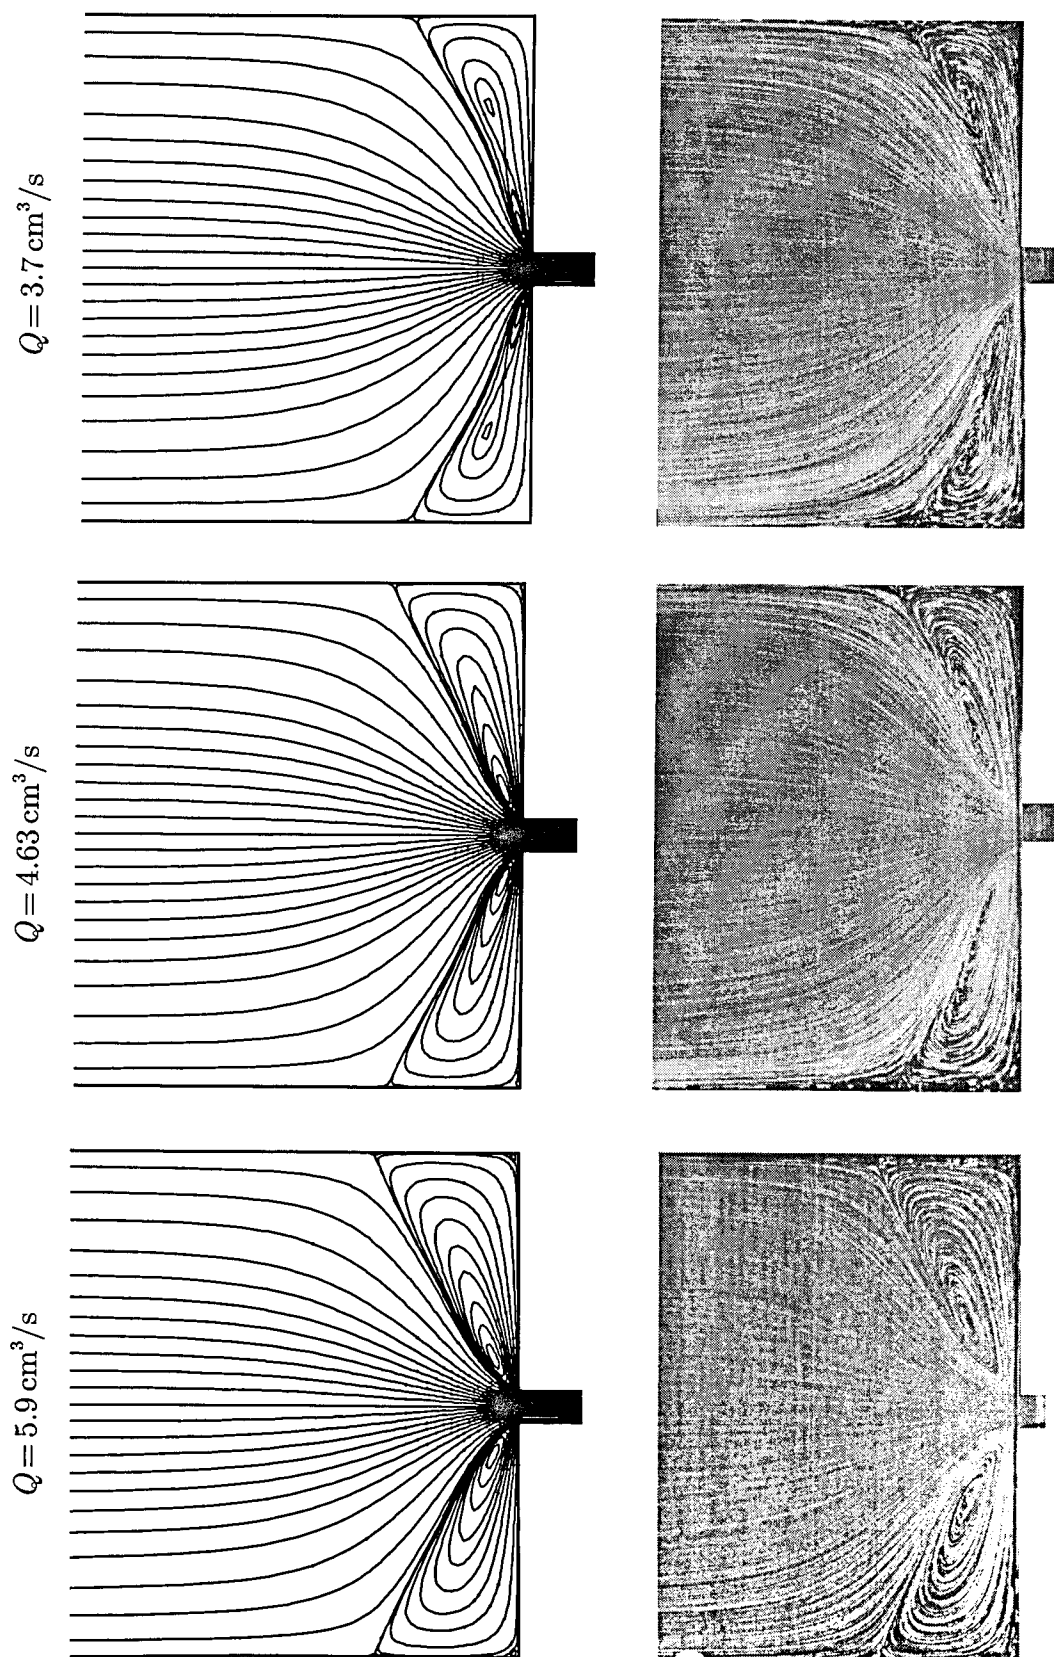 Q = 3.7 cm³/s
Q = 4.63 cm³/s
Q = 5.9 cm³/s